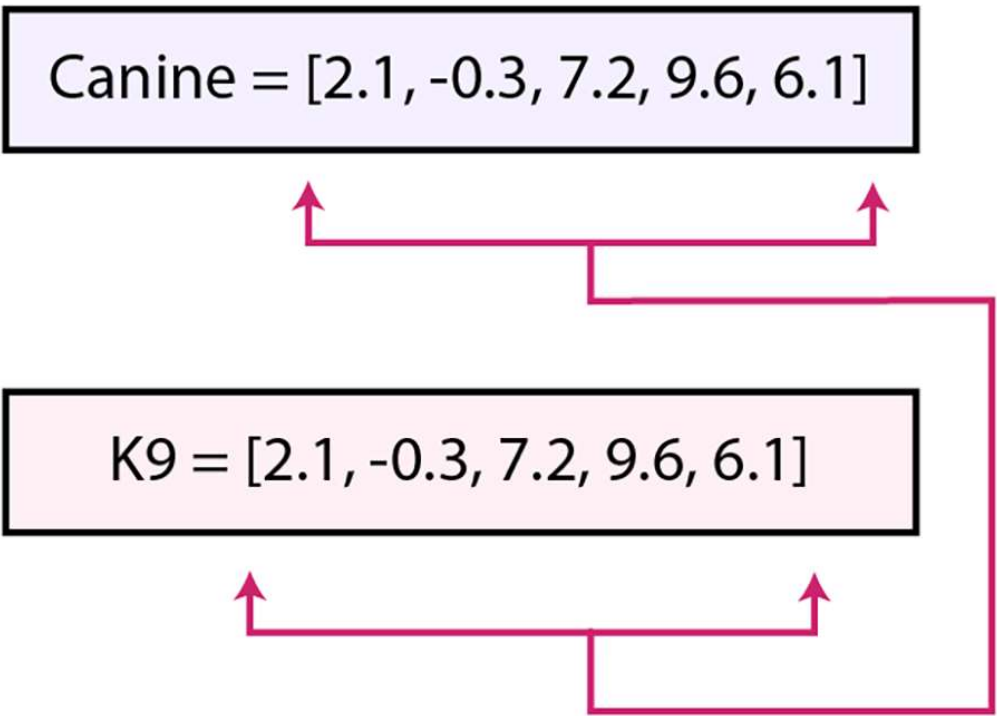 Canine = [2.1, -0.3, 7.2, 9.6, 6.1]
K9 = [2.1, -0.3, 7.2, 9.6, 6.1]